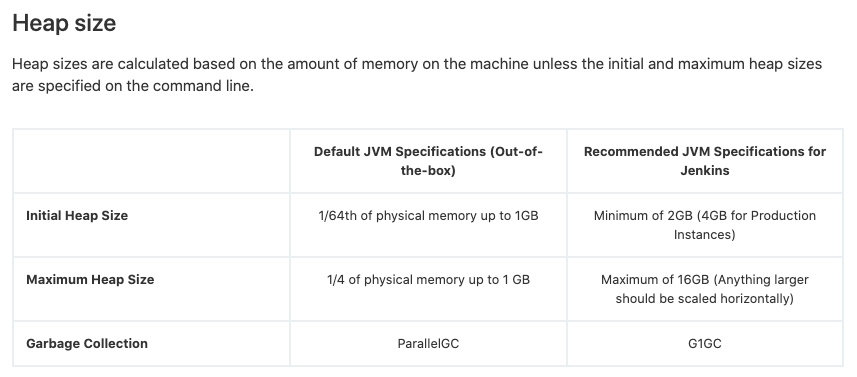 Heap size
Heap sizes are calculated based on the amount of memory on the machine unless the initial and maximum heap sizes
are specified on the command line.
Default JVM Specifications (Out-of-
the-box)
Recommended JVM Specifications for
Jenkins
Initial Heap Size
1/64th of physical memory up to 1GB
Minimum of 2GB (4GB for Production
Instances)
Maximum Heap Size
1/4 of physical memory up to 1 GB
Maximum of 16GB (Anything larger
should be scaled horizontally)
Garbage Collection
ParallelGC
G1GC